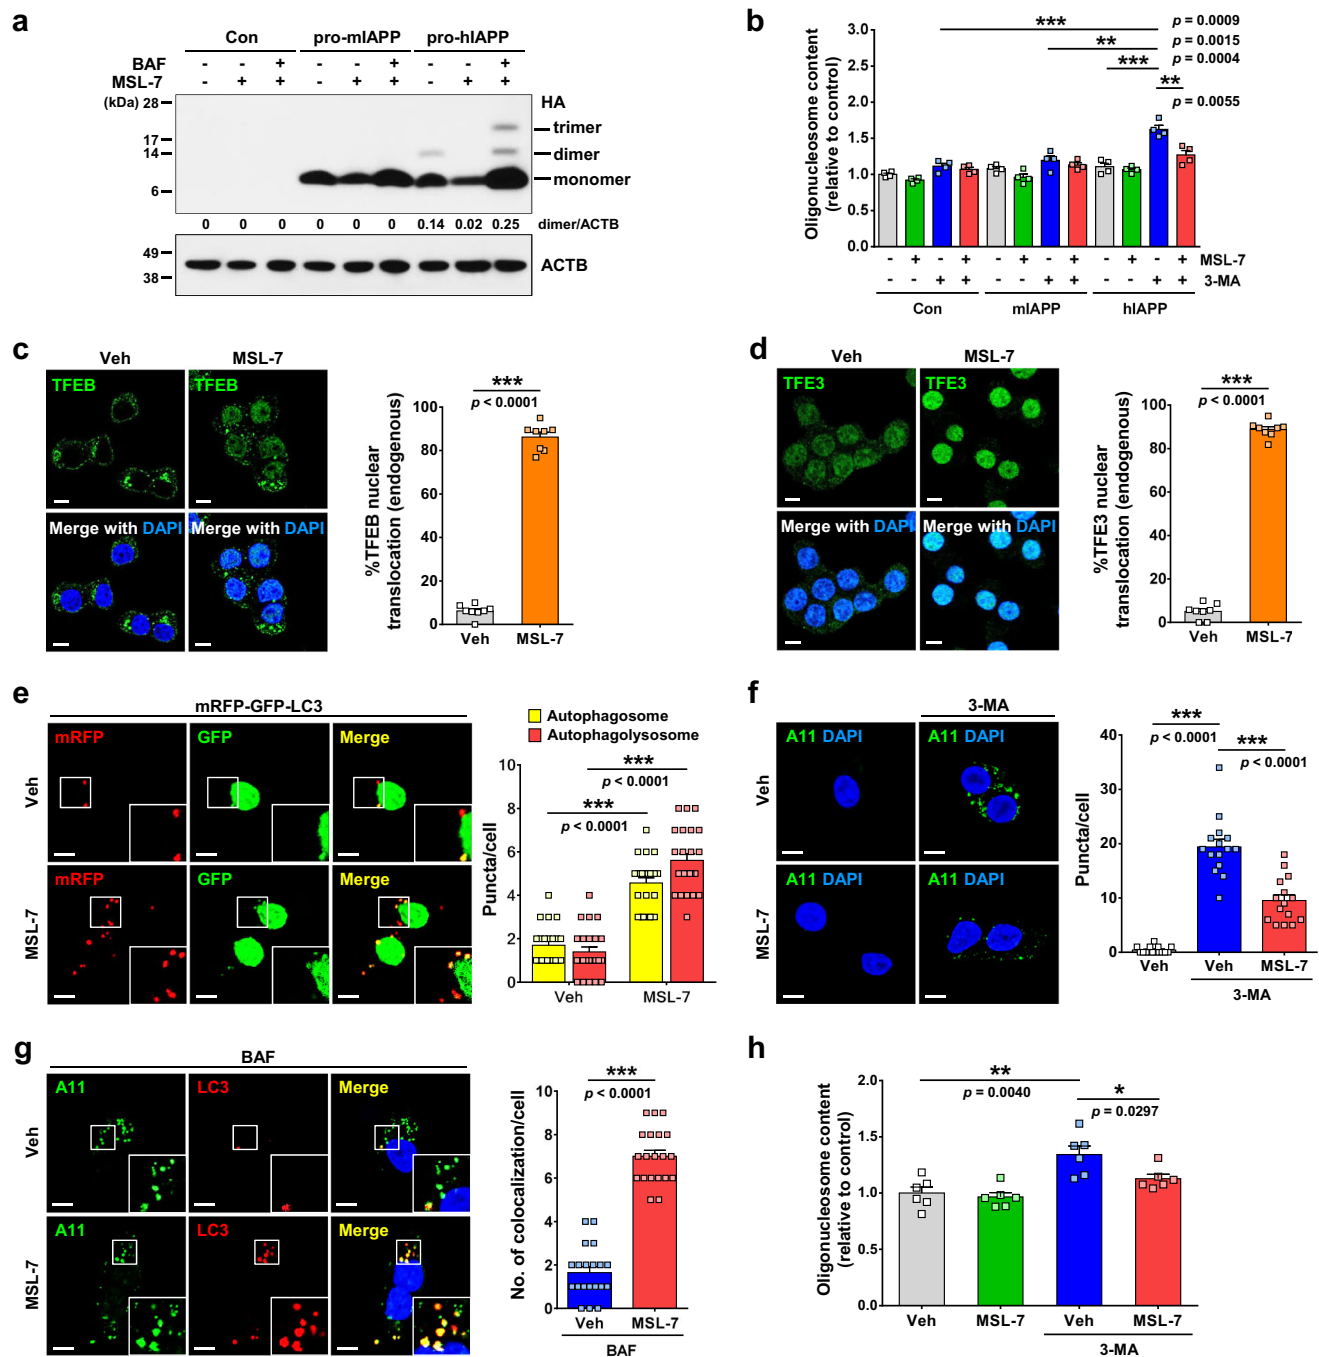 a
Con pro-mIAPP pro-hIAPP
BAF - - + - - + - - +
MSL-7 - + + - + + - + +
(kDa)
28
17
14
6
HA
trimer
dimer
monomer
0 0 0 0 0 0 0.14 0.02 0.25 dimer/ACTB
49
38
ACTB
b
Oligonucleosome content
(relative to control)
3.0
2.5
2.0
1.5
1.0
0.5
0.0
*** p = 0.0009
** p = 0.0015
*** p = 0.0004
** p = 0.0055
- + - + - + - + - + - + MSL-7
- - + + - - + + - - + + 3-MA
Con mIAPP hIAPP
c
Veh MSL-7
TFEB TFEB
Merge with DAPI Merge with DAPI
%TFEB nuclear
translocation (endogenous)
100
80
60
40
20
0
***
p < 0.0001
Veh MSL-7
d
Veh MSL-7
TFE3 TFE3
Merge with DAPI Merge with DAPI
%TFE3 nuclear
translocation (endogenous)
100
80
60
40
20
0
***
p < 0.0001
Veh MSL-7
e
mRFP-GFP-LC3
Veh
mRFP GFP Merge
MSL-7
mRFP GFP Merge
Autophagosome
Autophagolysosome
Puncta/cell
10
8
6
4
2
0
***
p < 0.0001
***
p < 0.0001
Veh MSL-7
f
3-MA
Veh
A11 DAPI A11 DAPI
MSL-7
A11 DAPI A11 DAPI
Puncta/cell
40
30
20
10
0
***
p < 0.0001
***
p < 0.0001
Veh Veh MSL-7
3-MA
g
BAF
Veh
A11 LC3 Merge
MSL-7
A11 LC3 Merge
No. of colocalization/cell
10
8
6
4
2
0
***
p < 0.0001
Veh MSL-7
BAF
h
Oligonucleosome content
(relative to control)
2.0
1.5
1.0
0.5
0.0
**
p = 0.0040
*
p = 0.0297
Veh MSL-7 Veh MSL-7
3-MA